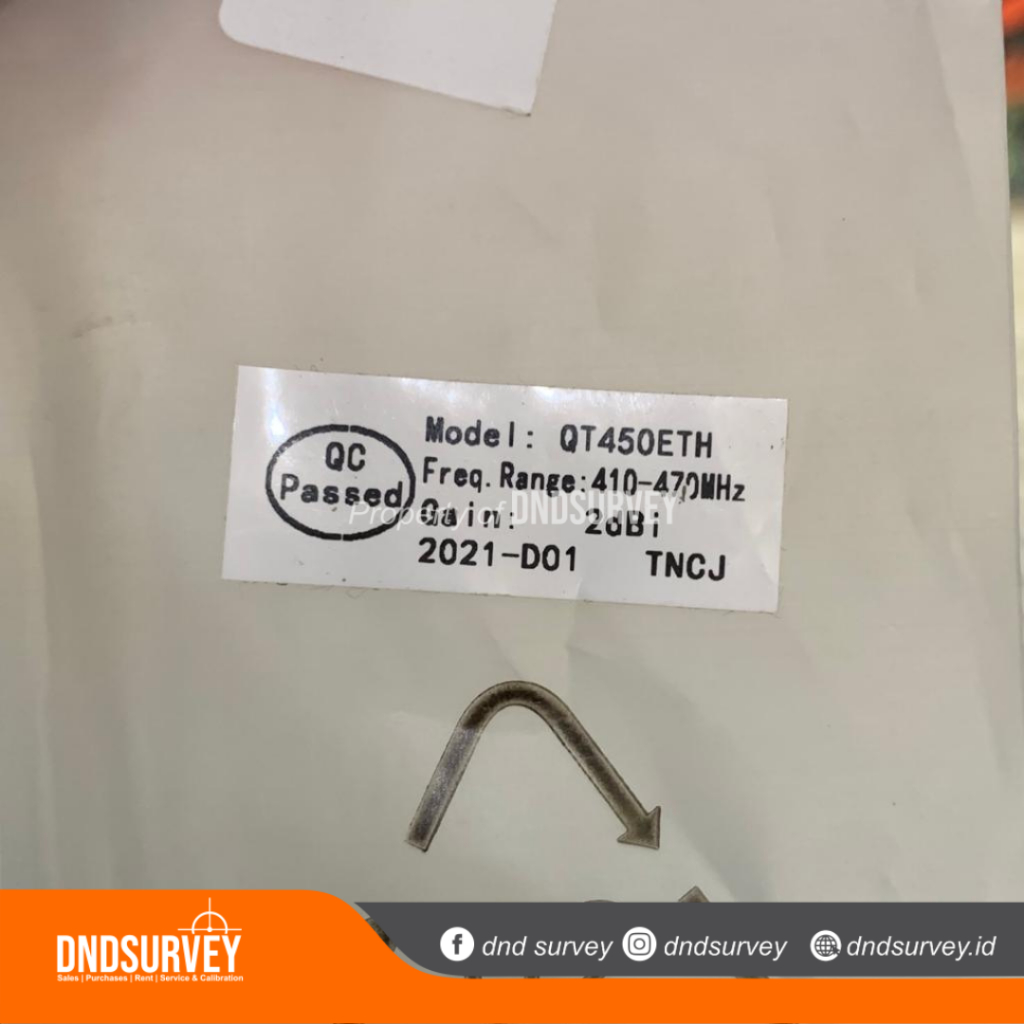 QC
Passed
Model: QT450ETH
Freq. Range:410-470MHz
Gain: 2dBi
2021-D01 TNCJ
Property of DNDSURVEY
DNDSURVEY
Sales | Purchases | Rent | Service & Calibration
dnd survey
dndsurvey
dndsurvey.id